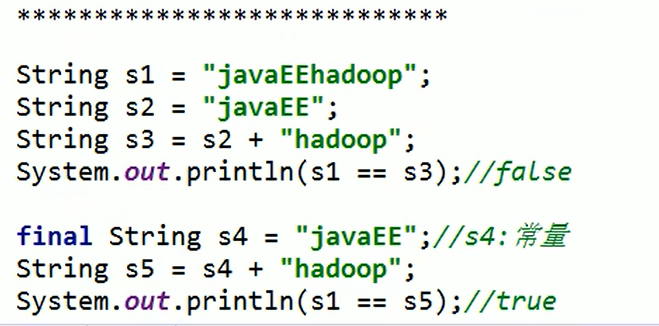 ****************************
String s1 = "javaEEhadoop";
String s2 = "javaEE";
String s3 = s2 + "hadoop";
System.out.println(s1 == s3);//false
final String s4 = "javaEE";//s4:常量
String s5 = s4 + "hadoop";
System.out.println(s1 == s5);//true